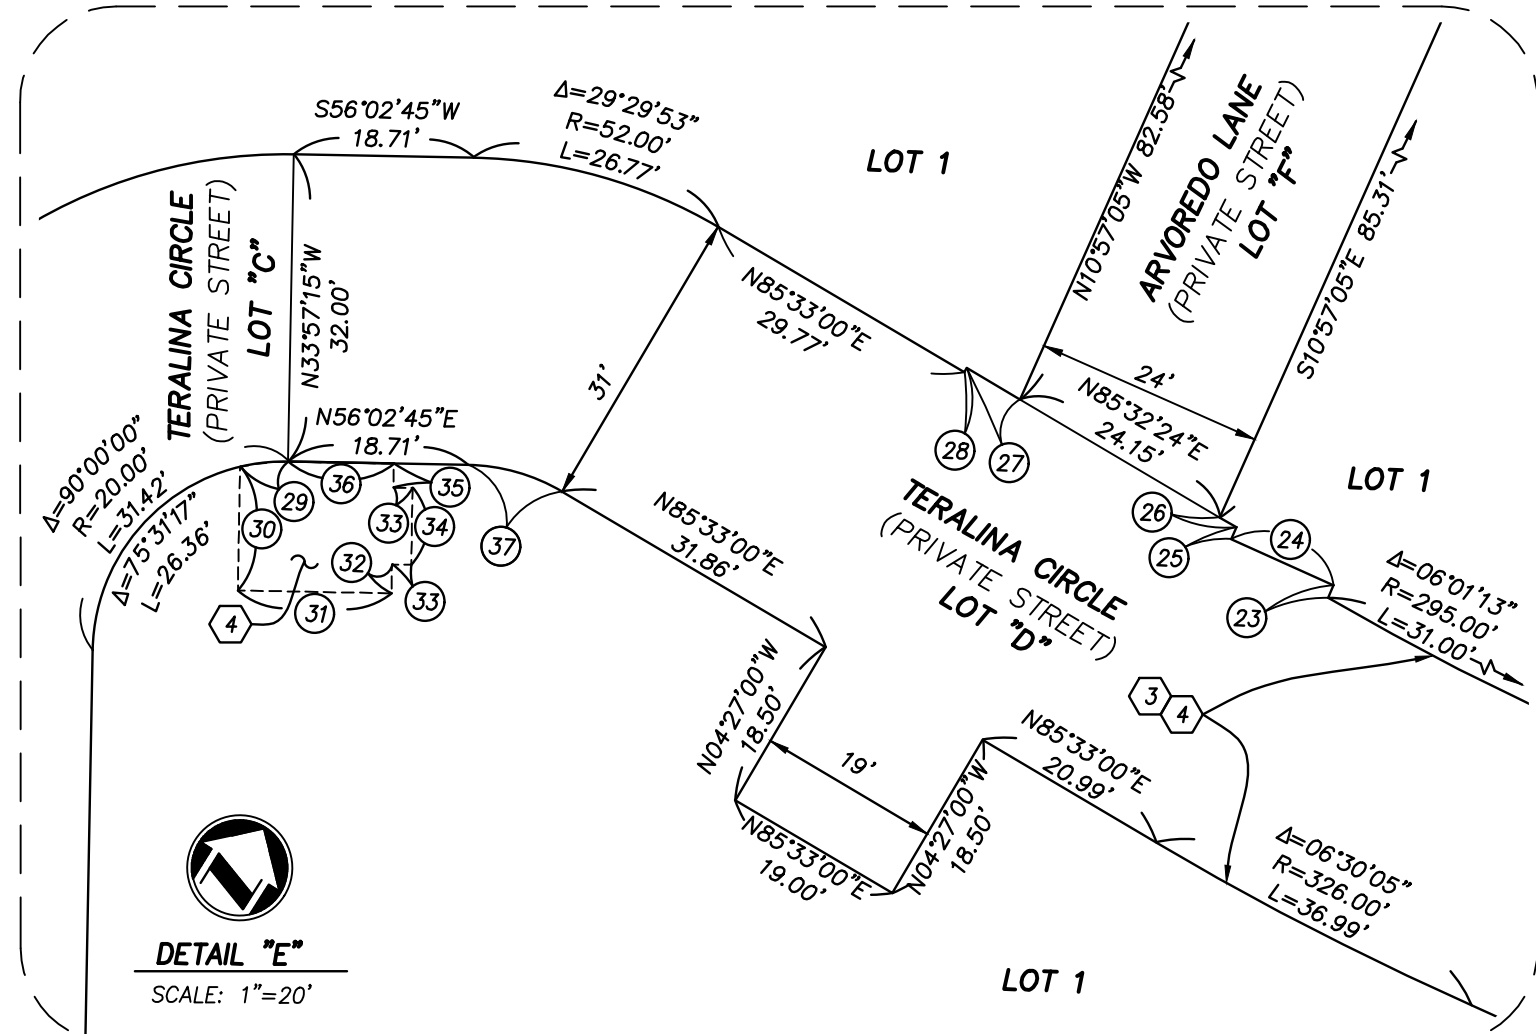 S56°02'45"W
18.71'
Δ=29°29'53"
R=52.00'
L=26.77'
LOT 1
N10°57'05"W 82.58'
ARVOREDO LANE
(PRIVATE STREET)
LOT "F"
S10°57'05"E 85.31'
TERALINA CIRCLE
(PRIVATE STREET)
LOT "C"
N33°57'15"W
32.00'
N56°02'45"E
18.71'
31'
N85°33'00"E
29.77'
24'
N85°32'24"E
24.15'
LOT 1
Δ=90°00'00"
R=20.00'
L=31.42'
Δ=75°31'17"
L=26.36'
29
36
35
30
33
34
37
32
33
31
4
28
27
26
25
24
23
N85°33'00"E
31.86'
TERALINA CIRCLE
(PRIVATE STREET)
LOT "D"
Δ=06°01'13"
R=295.00'
L=31.00'
3
4
N04°27'00"W
18.50'
19'
N85°33'00"E
19.00'
N04°27'00"W
18.50'
N85°33'00"E
20.99'
Δ=06°30'05"
R=326.00'
L=36.99'
LOT 1
DETAIL "E"
SCALE: 1"=20'